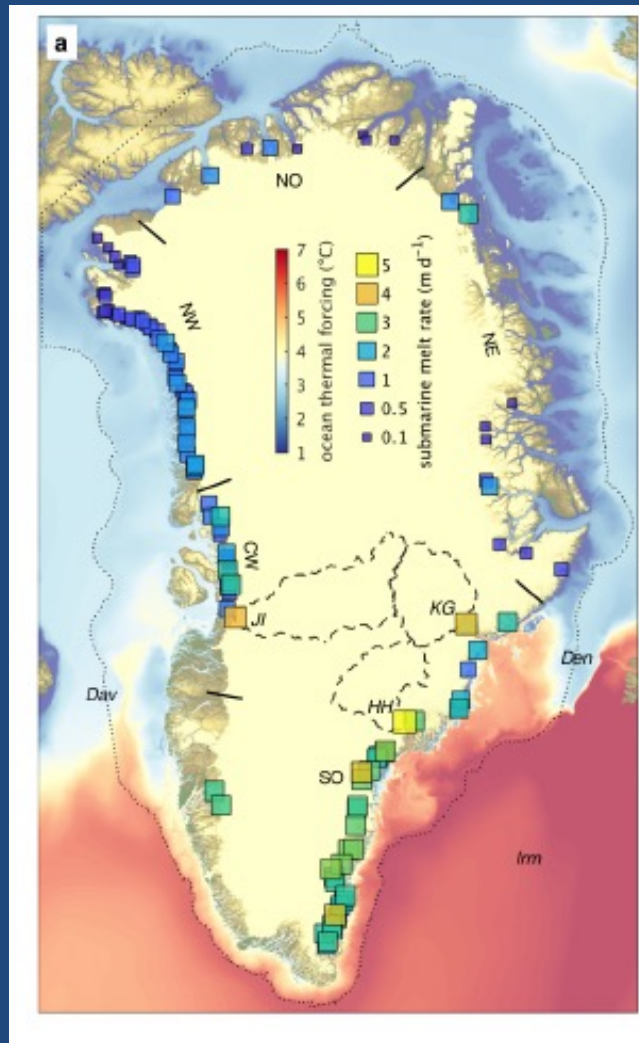 a
NO
NW
NE
7
6
5
4
3
2
1
ocean thermal forcing (°C)
5
4
3
2
1
0.5
0.1
submarine melt rate (m d⁻¹)
CW
JI
KG
Dav
Den
HH
SO
Irm